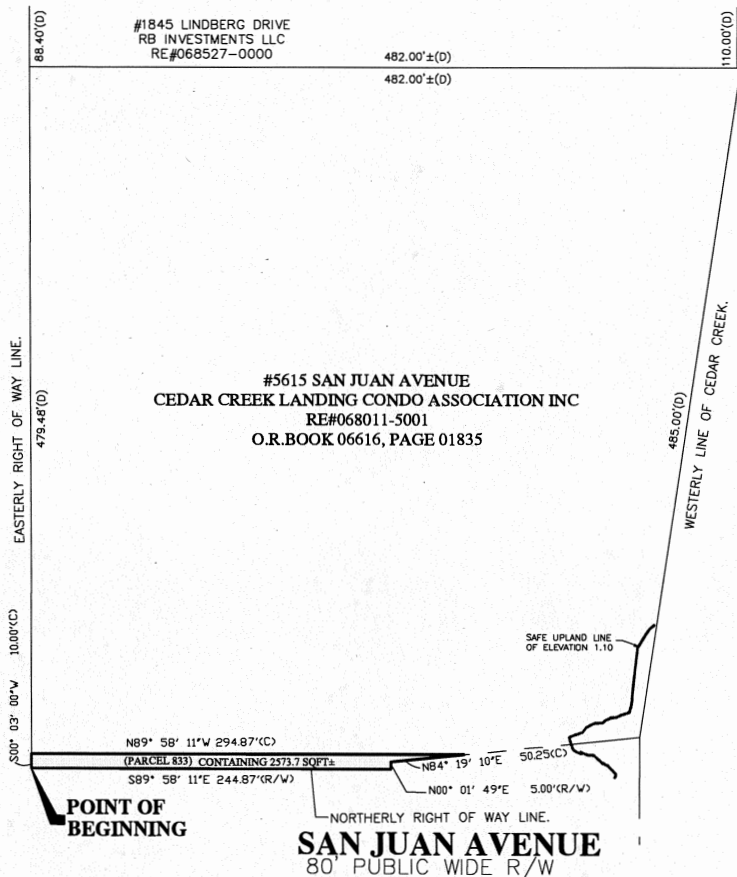 #1845 LINDBERG DRIVE
RB INVESTMENTS LLC
RE#068527-0000
88.40'(D)
482.00'±(D)
482.00'±(D)
110.00'(D)
EASTERLY RIGHT OF WAY LINE.
479.48'(D)
#5615 SAN JUAN AVENUE
CEDAR CREEK LANDING CONDO ASSOCIATION INC
RE#068011-5001
O.R.BOOK 06616, PAGE 01835
485.00'(D)
WESTERLY LINE OF CEDAR CREEK.
SAFE UPLAND LINE
OF ELEVATION 1.10
S00° 03' 00"W 10.00'(C)
N89° 58' 11"W 294.87'(C)
(PARCEL 833) CONTAINING 2573.7 SQFT±
S89° 58' 11"E 244.87'(R/W)
N84° 19' 10"E 50.25(C)
N00° 01' 49"E 5.00'(R/W)
POINT OF
BEGINNING
NORTHERLY RIGHT OF WAY LINE.
SAN JUAN AVENUE
80' PUBLIC WIDE R/W